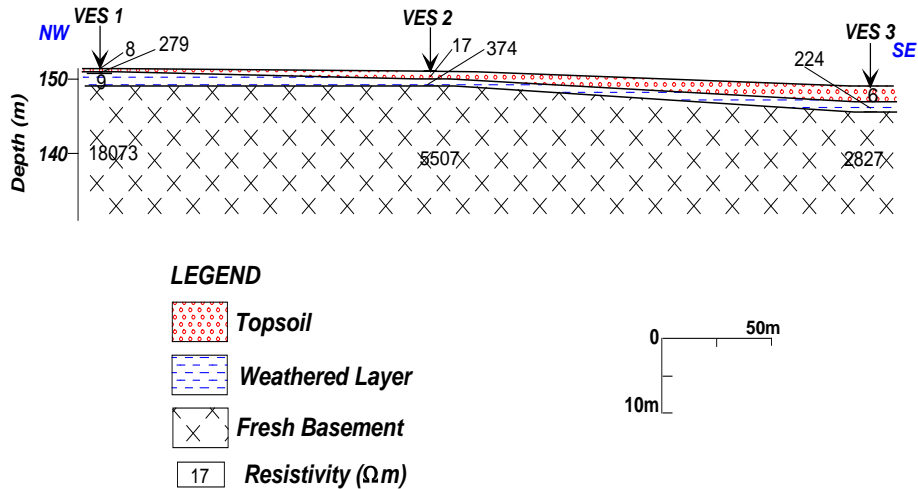 VES 1
VES 2
VES 3
NW
SE
8
279
17
374
224
150
9
6
140
18073
5507
2827
Depth (m)
LEGEND
Topsoil
Weathered Layer
Fresh Basement
17
Resistivity (Ωm)
0
50m
10m